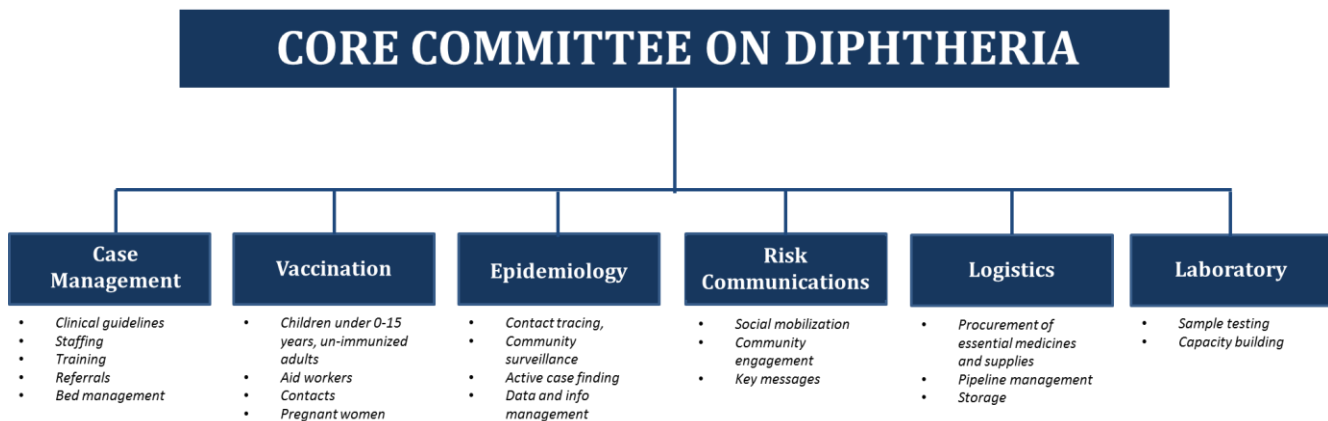 CORE COMMITTEE ON DIPHTHERIA
Case
Management
• Clinical guidelines
• Staffing
• Training
• Referrals
• Bed management
Vaccination
• Children under 0-15
years, un-immunized
adults
• Aid workers
• Contacts
• Pregnant women
Epidemiology
• Contact tracing,
• Community
surveillance
• Active case finding
• Data and info
management
Risk
Communications
• Social mobilization
• Community
engagement
• Key messages
Logistics
• Procurement of
essential medicines
and supplies
• Pipeline management
• Storage
Laboratory
• Sample testing
• Capacity building